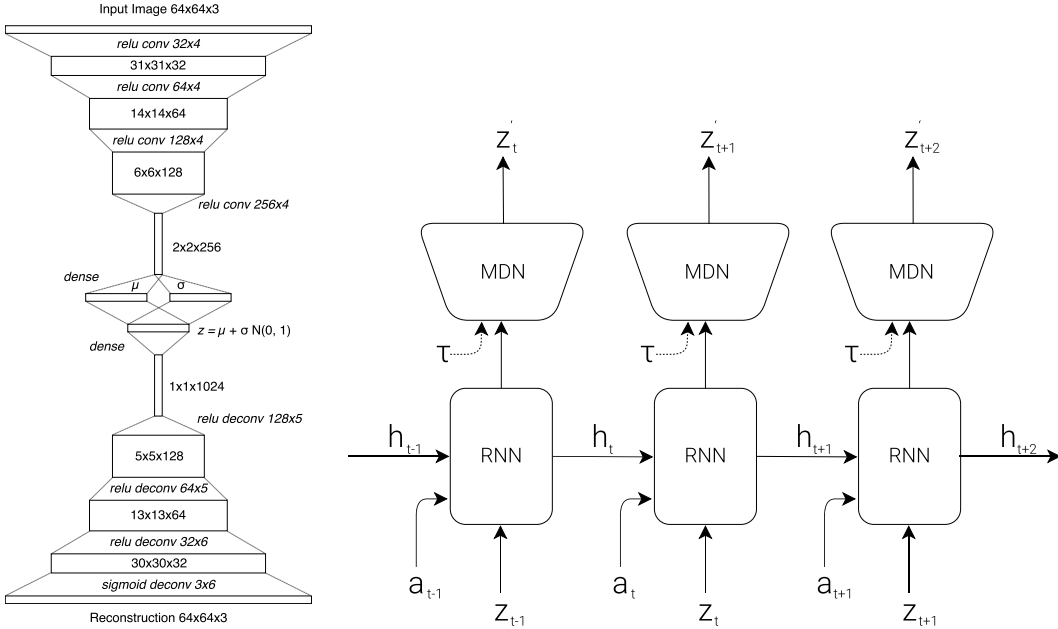 Input Image 64x64x3
relu conv 32x4
31x31x32
relu conv 64x4
14x14x64
relu conv 128x4
6x6x128
relu conv 256x4
2x2x256
dense
μ σ
z = μ + σ N(0, 1)
dense
1x1x1024
relu deconv 128x5
5x5x128
relu deconv 64x5
13x13x64
relu deconv 32x6
30x30x32
sigmoid deconv 3x6
Reconstruction 64x64x3
z't z't+1 z't+2
MDN MDN MDN
τ τ τ
ht-1 RNN ht RNN ht+1 RNN ht+2
at-1 at at+1
zt-1 zt zt+1